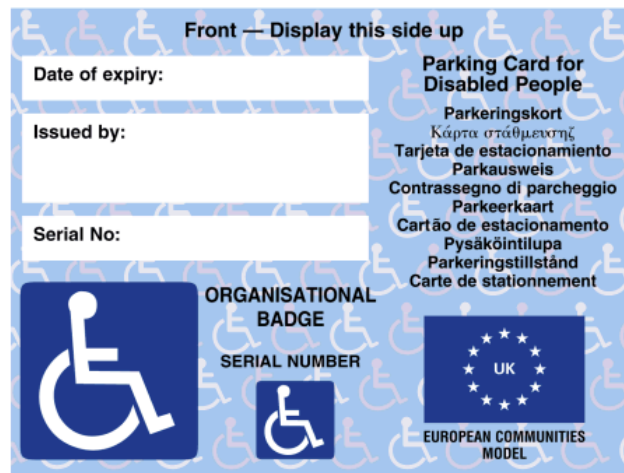 Front — Display this side up
Date of expiry:
Issued by:
Serial No:
Parking Card for
Disabled People
Parkeringskort
Κάρτα στάθμευσηζ
Tarjeta de estacionamiento
Parkausweis
Contrassegno di parcheggio
Parkeerkaart
Cartão de estacionamento
Pysäköintilupa
Parkeringstillstånd
Carte de stationnement
ORGANISATIONAL
BADGE
SERIAL NUMBER
UK
EUROPEAN COMMUNITIES
MODEL